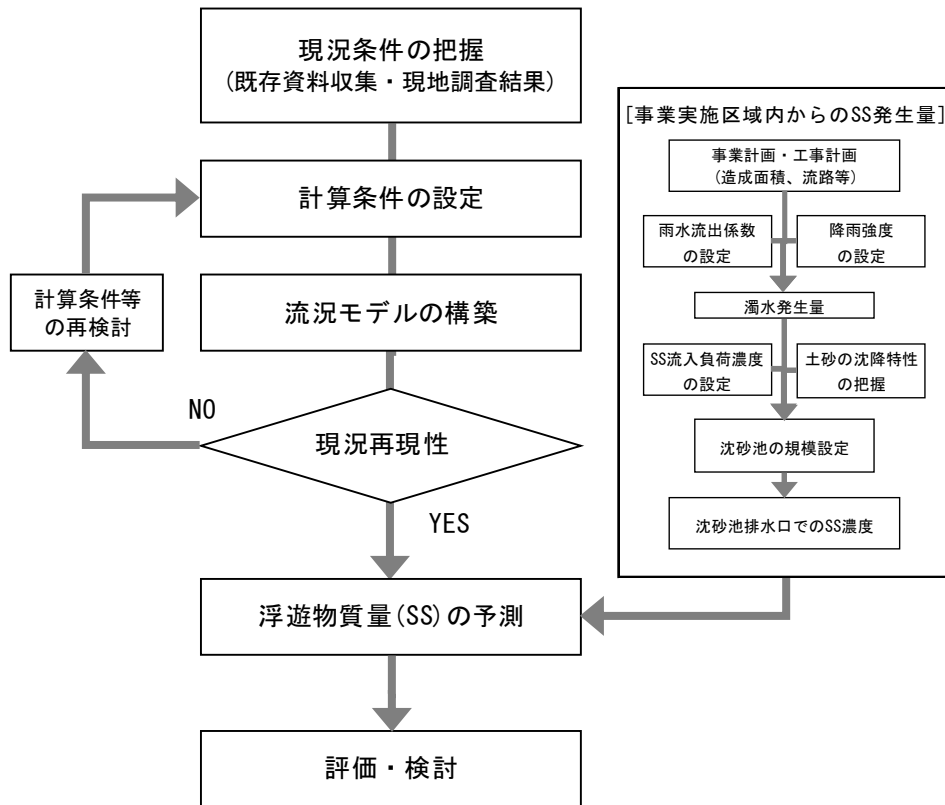 現況条件の把握
(既存資料収集・現地調査結果)
計算条件の設定
流況モデルの構築
計算条件等
の再検討
NO
現況再現性
YES
浮遊物質量(SS)の予測
評価・検討
[事業実施区域内からのSS発生量]
事業計画・工事計画
(造成面積、流路等)
雨水流出係数
の設定
降雨強度
の設定
濁水発生量
SS流入負荷濃度
の設定
土砂の沈降特性
の把握
沈砂池の規模設定
沈砂池排水口でのSS濃度